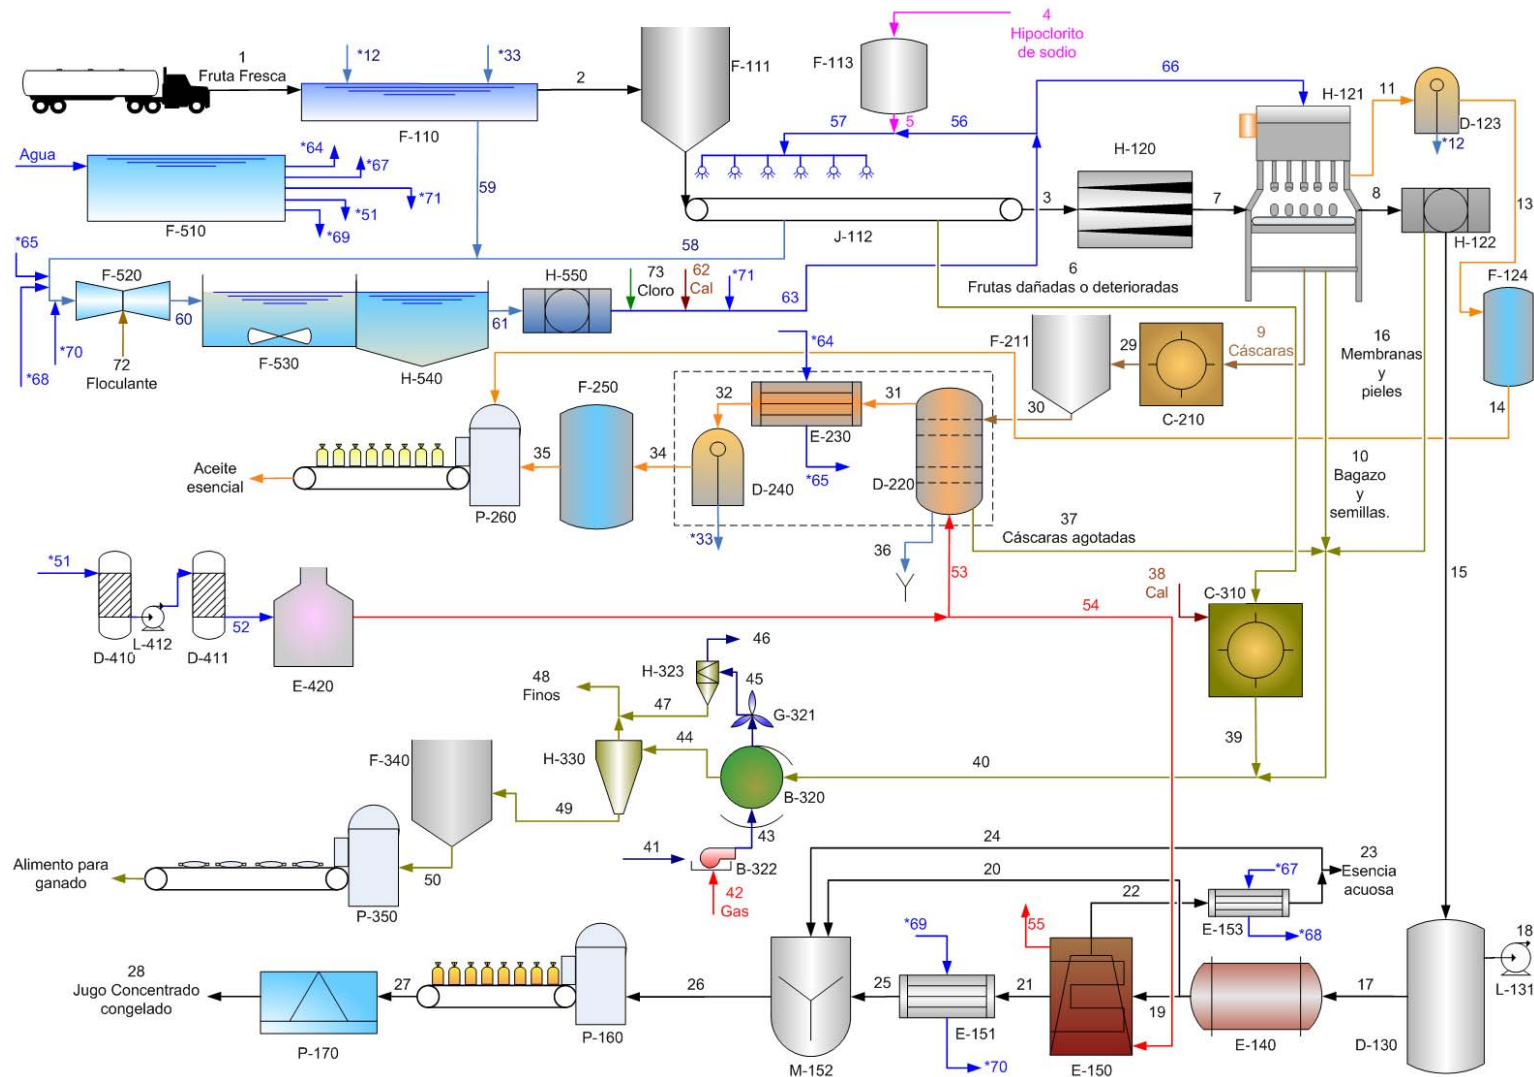 4
Hipoclorito
de sodio
1
Fruta Fresca
*12
*33
2
F-111
F-113
66
H-121
11
D-123
*12
F-110
57
5
56
Agua
*64
*67
*71
*51
*69
F-510
59
H-120
3
7
8
H-122
13
J-112
58
*65
F-520
60
*70
*68
72
Floculante
F-530
H-540
61
H-550
73
Cloro
62
Cal
*71
63
6
Frutas dañadas o deterioradas
F-124
*64
F-211
29
9
Cáscaras
C-210
16
Membranas
y
pieles
14
F-250
32
31
30
E-230
35
34
D-240
*65
D-220
Aceite
esencial
P-260
*33
36
37
Cáscaras agotadas
10
Bagazo
y
semillas.
*51
D-410
L-412
D-411
52
E-420
53
54
38
Cal
C-310
15
46
H-323
45
48
Finos
47
G-321
F-340
H-330
44
40
39
B-320
49
41
43
B-322
42
Gas
Alimento para
ganado
50
P-350
24
20
23
Esencia
acuosa
*67
22
E-153
*68
*69
55
18
L-131
28
Jugo Concentrado
congelado
27
26
25
21
19
17
P-170
P-160
M-152
E-151
*70
E-150
E-140
D-130